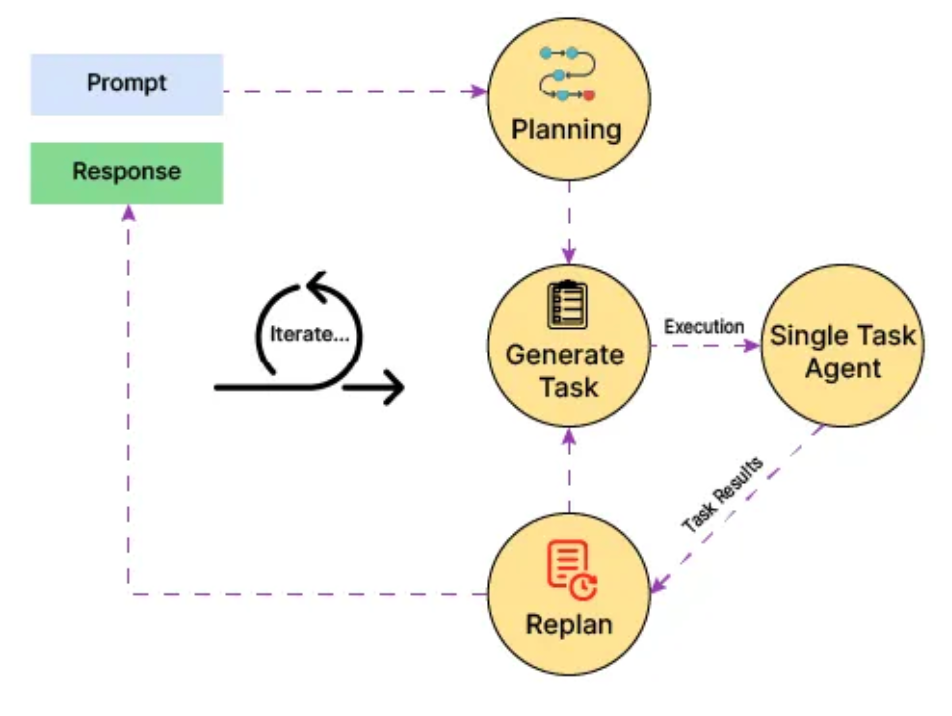 Prompt
Planning
Response
Iterate...
Generate
Task
Execution
Single Task
Agent
Task Results
Replan